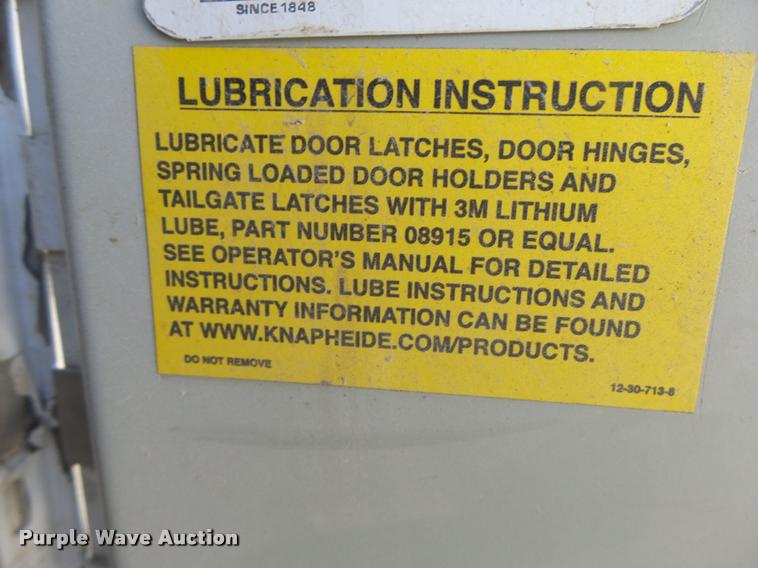 SINCE 1848
LUBRICATION INSTRUCTION
LUBRICATE DOOR LATCHES, DOOR HINGES,
SPRING LOADED DOOR HOLDERS AND
TAILGATE LATCHES WITH 3M LITHIUM
LUBE, PART NUMBER 08915 OR EQUAL.
SEE OPERATOR'S MANUAL FOR DETAILED
INSTRUCTIONS. LUBE INSTRUCTIONS AND
WARRANTY INFORMATION CAN BE FOUND
AT WWW.KNAPHEIDE.COM/PRODUCTS.
DO NOT REMOVE
12-30-713-8
Purple Wave Auction